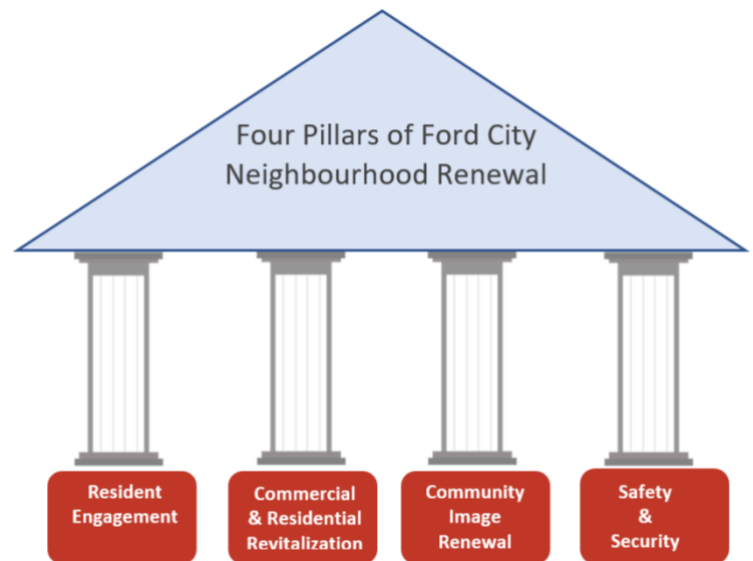 Four Pillars of Ford City
Neighbourhood Renewal
Resident
Engagement
Commercial
& Residential
Revitalization
Community
Image
Renewal
Safety
&
Security